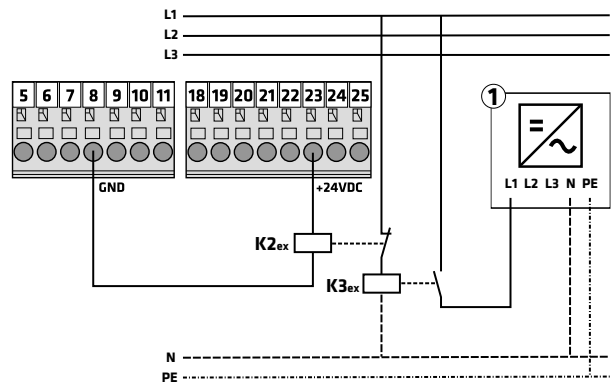 L1
L2
L3
5 6 7 8 9 10 11
18 19 20 21 22 23 24 25
1
L1 L2 L3 N PE
GND
+24VDC
K2ex
K3ex
N
PE